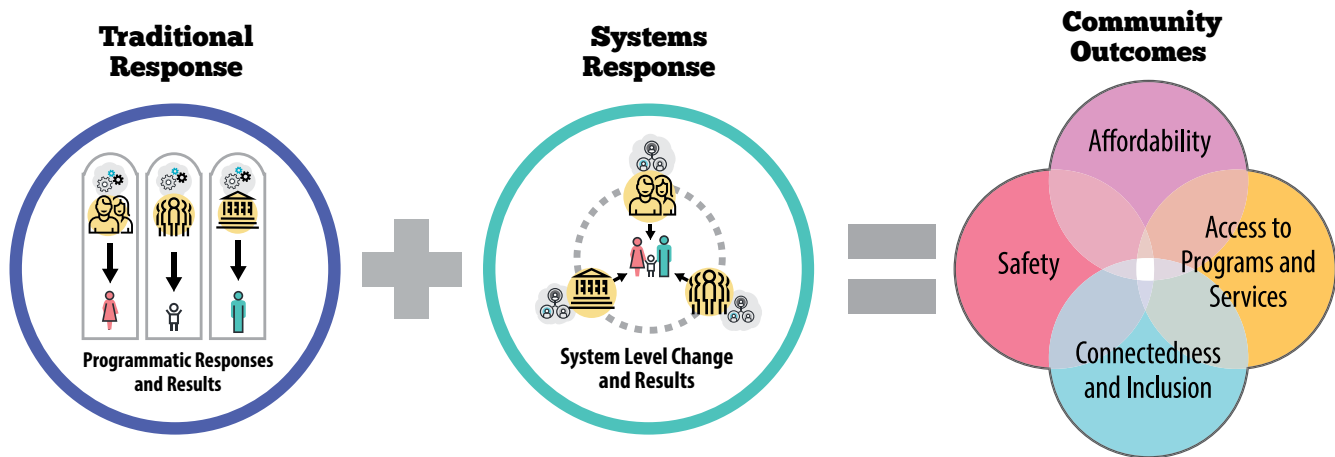 Traditional
Response
Programmatic Responses
and Results
Systems
Response
System Level Change
and Results
Community
Outcomes
Affordability
Safety
Access to
Programs and
Services
Connectedness
and Inclusion